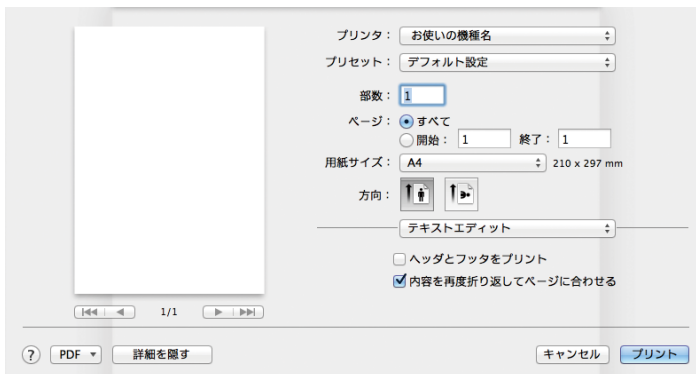 プリンタ： お使いの機種名
プリセット： デフォルト設定
部数： 1
ページ： すべて
開始： 1 終了： 1
用紙サイズ： A4 210 x 297 mm
方向：
テキストエディット
ヘッダとフッタをプリント
内容を再度折り返してページに合わせる
1/1
? PDF 詳細を隠す キャンセル プリント